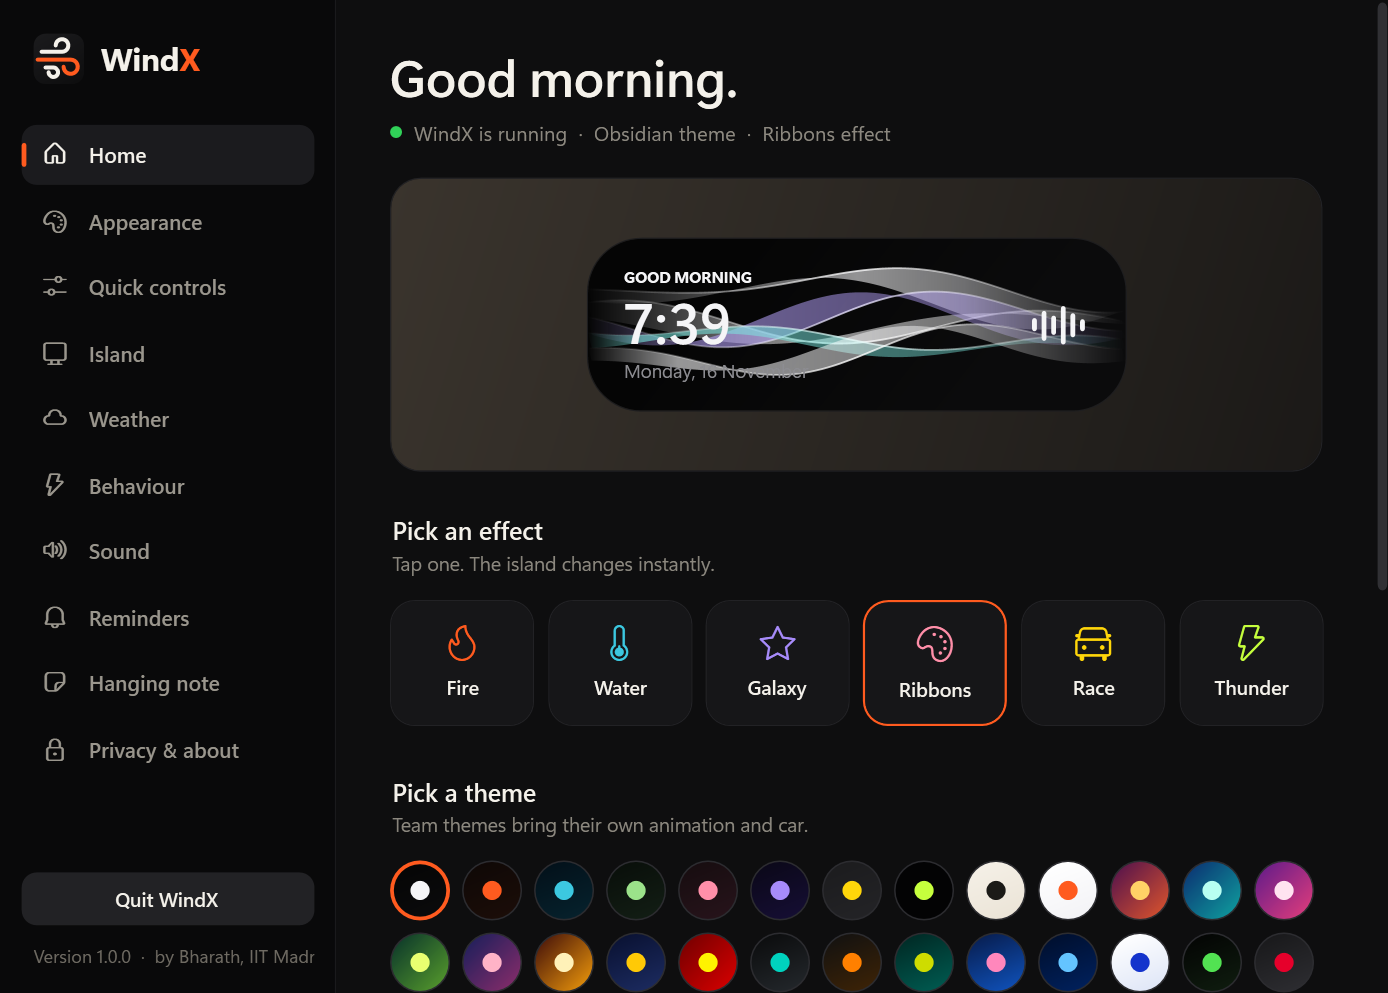 WindX
Home
Appearance
Quick controls
Island
Weather
Behaviour
Sound
Reminders
Hanging note
Privacy & about
Quit WindX
Version 1.0.0 · by Bharath, IIT Madr
Good morning.
WindX is running · Obsidian theme · Ribbons effect
GOOD MORNING
7:39
Monday, 16 November
Pick an effect
Tap one. The island changes instantly.
Fire
Water
Galaxy
Ribbons
Race
Thunder
Pick a theme
Team themes bring their own animation and car.